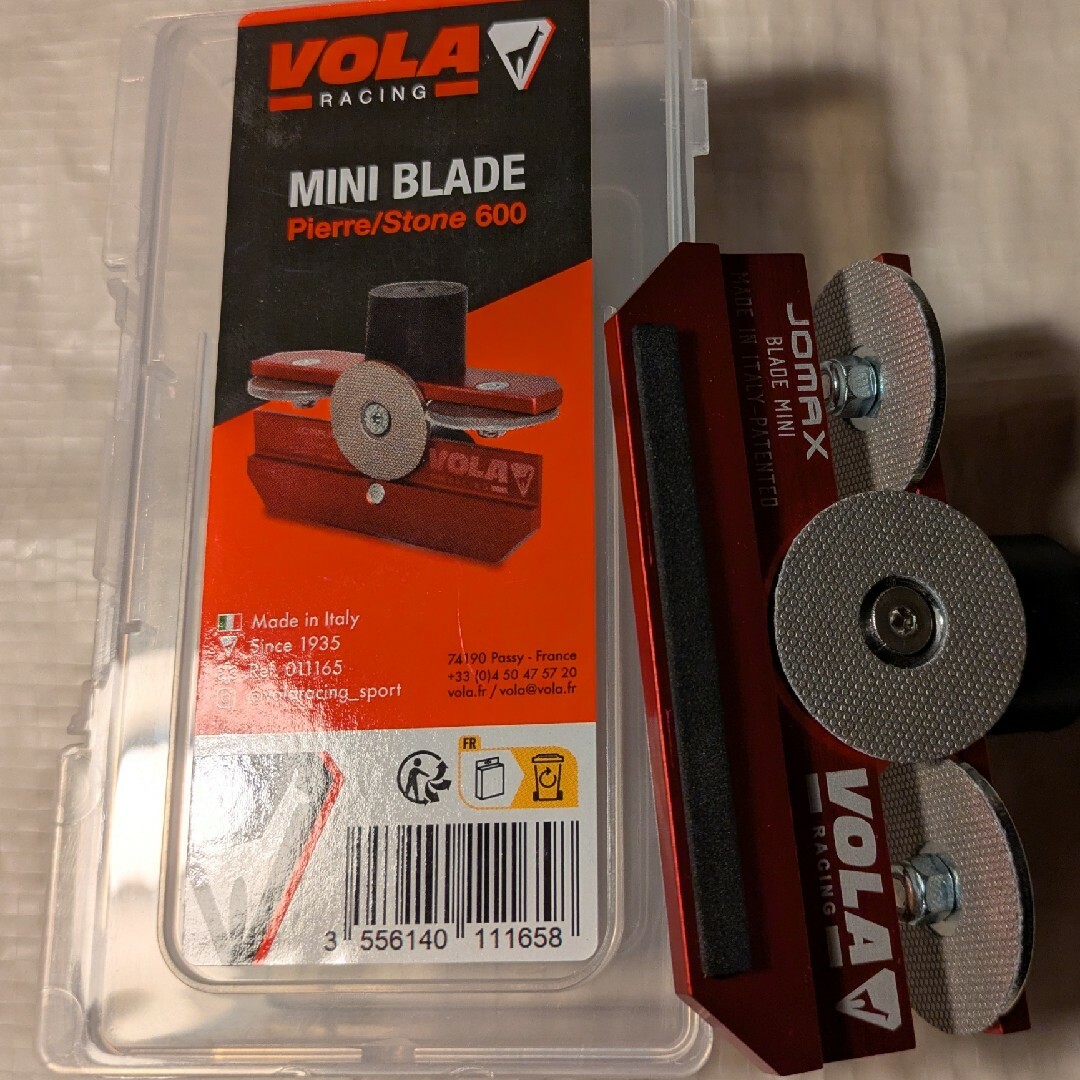 VOLA
RACING
MINI BLADE
Pierre/Stone 600
VOLA
Made in Italy
Since 1935
Ref. 011165
74190 Passy - France
+33 (0)4 50 47 57 20
vola.fr / vola@vola.fr
FR
3 556140 111658
JOMAX
BLADE MINI
MADE IN ITALY-PATENTED
VOLA
RACING